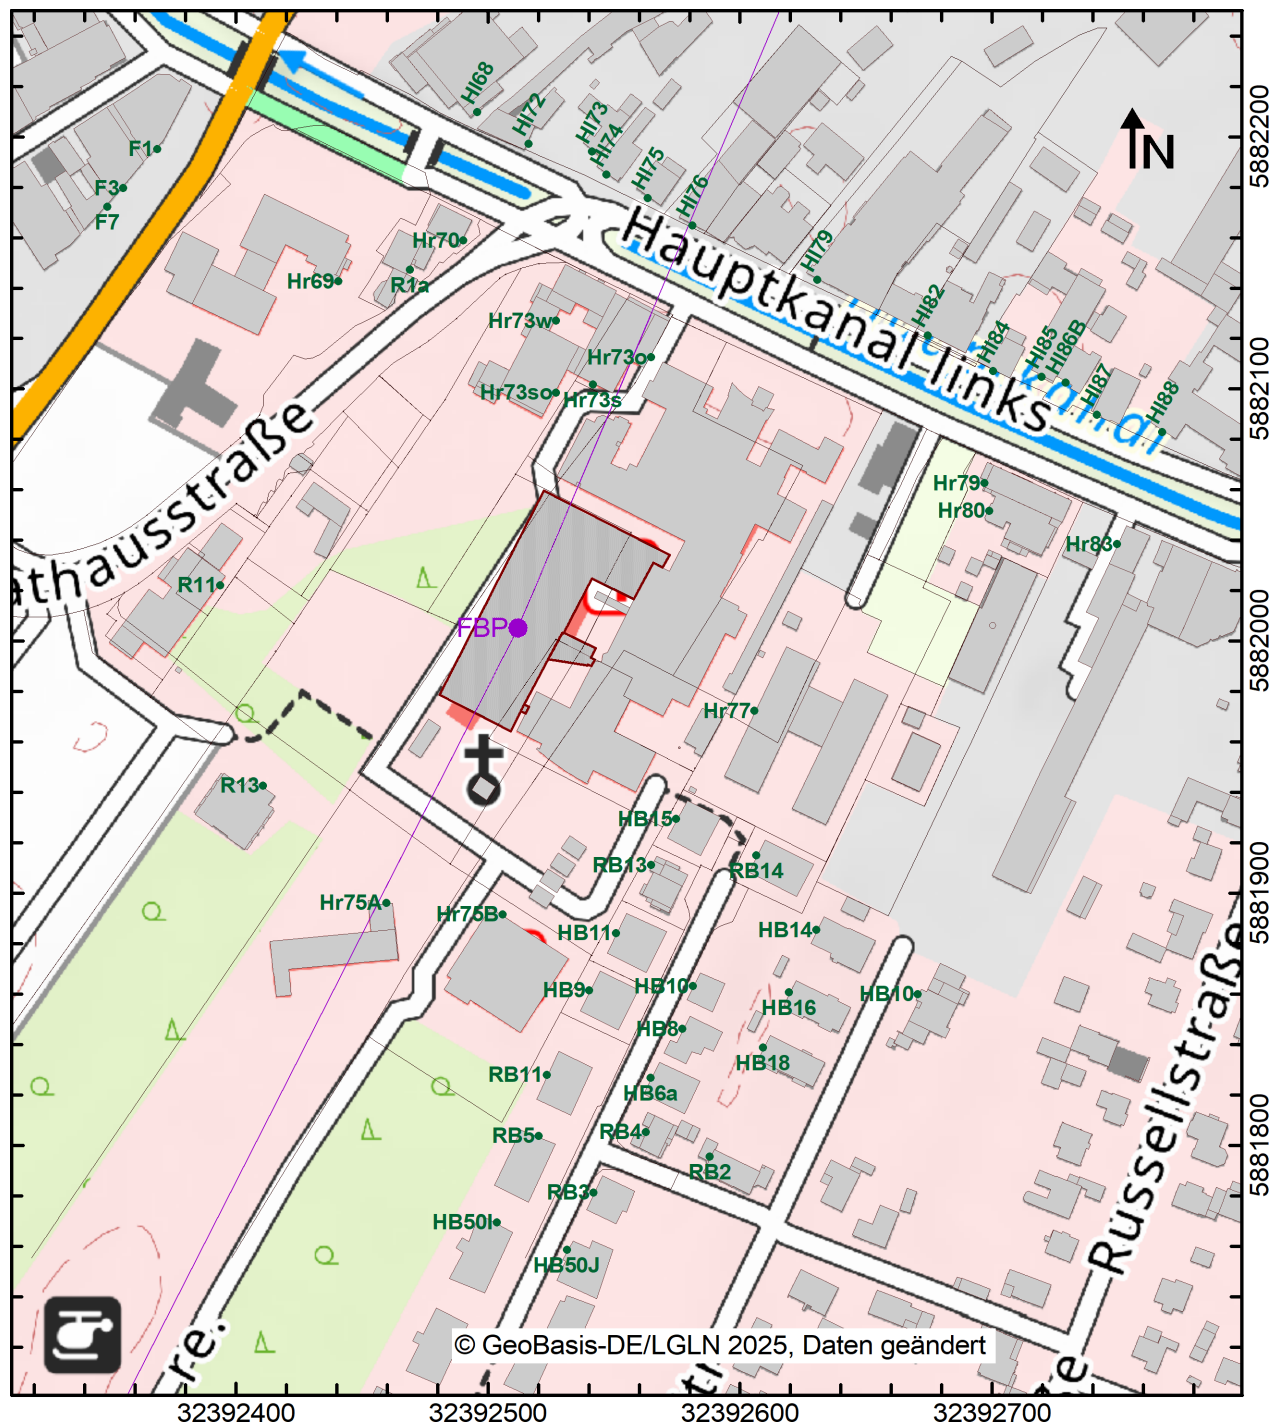 Hl68
Hl72
Hl73
Hl74
Hl75
Hl76
Hl79
Hl82
Hl84
Hl85
Hl86B
Hl87
Hl88
5882200
N
F1
F3
F7
Hauptkanal links
Hr70
R1a
Hr69
Hr73w
Hr73o
Hr73so
Hr73s
5882100
athausstraße
Hr79
Hr80
Hr83
R11
FBP
5882000
Hr77
R13
HB15
RB13
RB14
5881900
Hr75A
Hr75B
HB11
HB14
HB9
HB10
HB16
HB10
HB8
HB18
RB11
HB6a
RB5
RB4
RB2
5881800
Russellstraße
RB3
HB50I
HB50J
re.
© GeoBasis-DE/LGLN 2025, Daten geändert
32392400
32392500
32392600
32392700